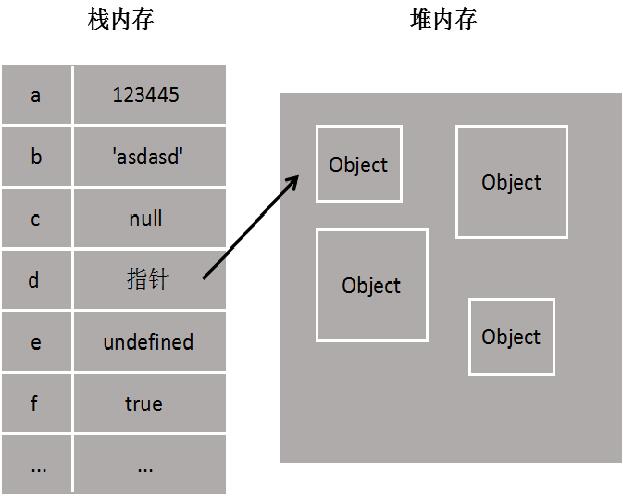 栈内存
堆内存
a 123445
b 'asdasd'
c null
d 指针
e undefined
f true
... ...
Object
Object
Object
Object